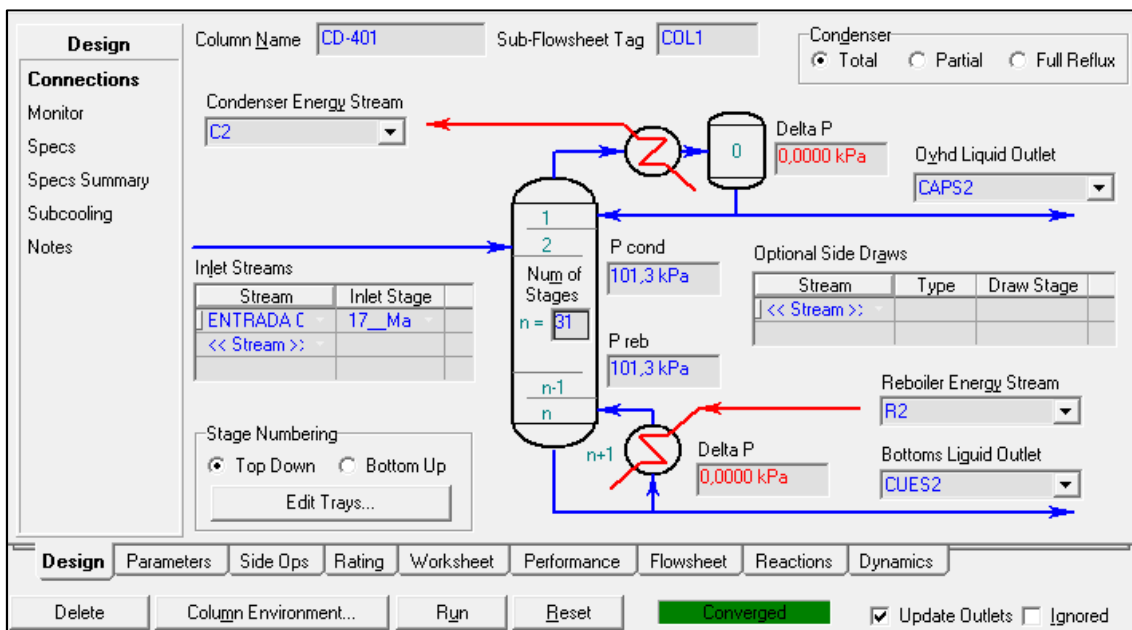 Design
Connections
Monitor
Specs
Specs Summary
Subcooling
Notes
Column Name CD-401
Sub-Flowsheet Tag COL1
Condenser
Total Partial Full Reflux
Condenser Energy Stream
C2
0
Delta P
0,0000 kPa
Ovhd Liquid Outlet
CAPS2
1
2
Num of
Stages
n = 31
n-1
n
n+1
P cond
101,3 kPa
P reb
101,3 kPa
Inlet Streams
Stream Inlet Stage
ENTRADA C 17__Ma
<< Stream >>
Optional Side Draws
Stream Type Draw Stage
<< Stream >>
Stage Numbering
Top Down Bottom Up
Edit Trays...
Delta P
0,0000 kPa
Reboiler Energy Stream
R2
Bottoms Liquid Outlet
CUES2
Design Parameters Side Ops Rating Worksheet Performance Flowsheet Reactions Dynamics
Delete Column Environment... Run Reset Converged Update Outlets Ignored